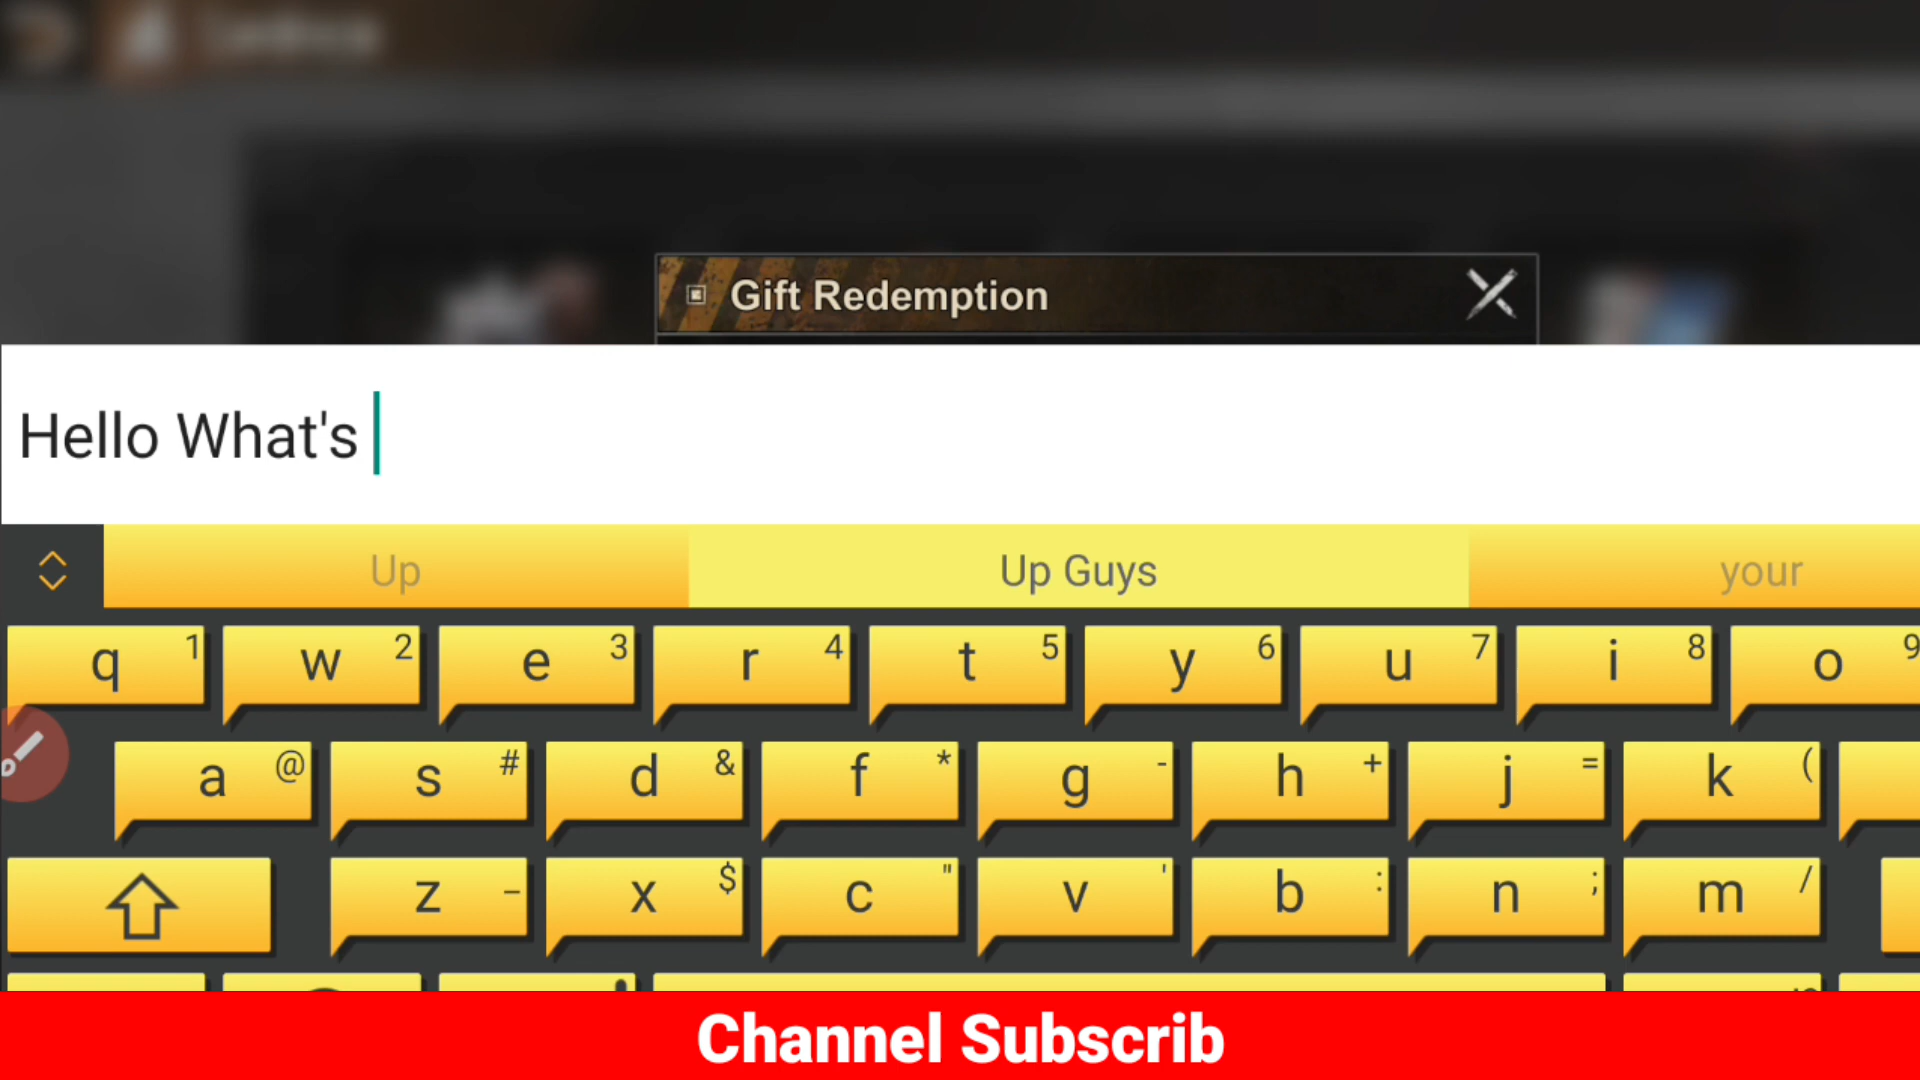 Gift Redemption
Hello What's
Up Up Guys your
q 1 w 2 e 3 r 4 t 5 y 6 u 7 i 8 o 9
a @ s # d & f * g - h + j = k (
z _ x $ c " v ' b : n ; m /
Channel Subscrib